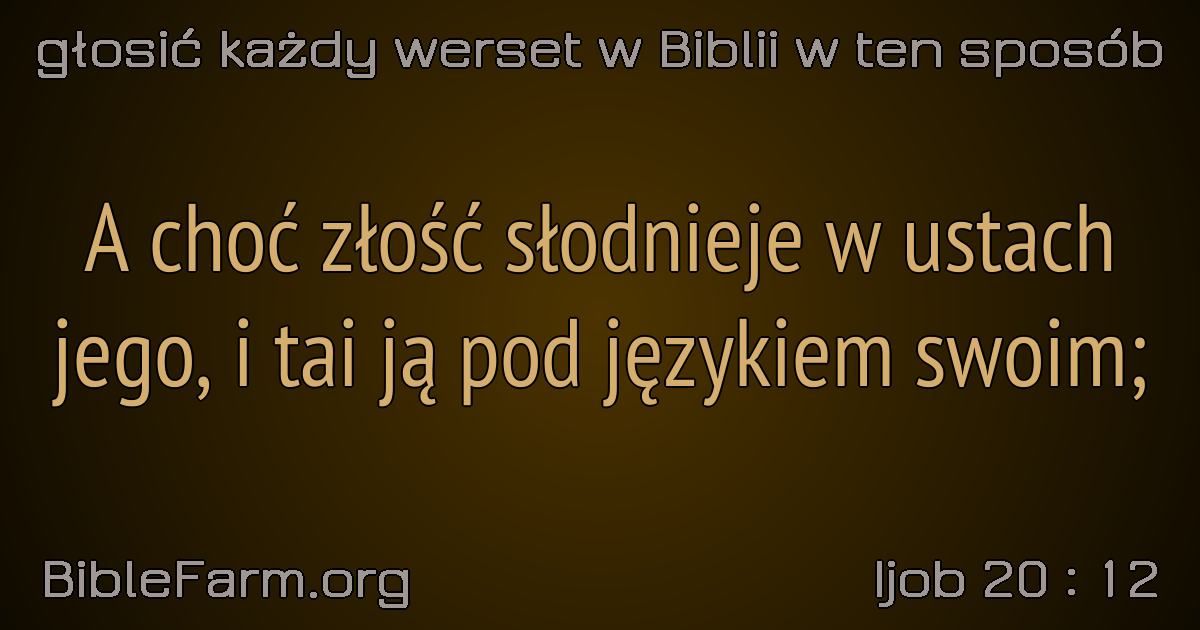 głosić każdy werset w Biblii w ten sposób
A choć złość słodnieje w ustach
jego, i tai ją pod językiem swoim;
BibleFarm.org
Ijob 20 : 12